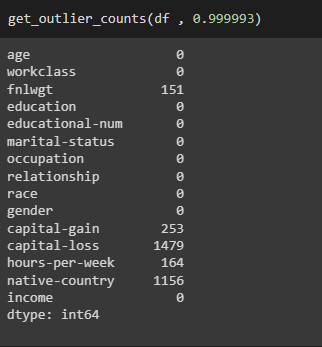 get_outlier_counts(df , 0.999993)
age 0
workclass 0
fnlwgt 151
education 0
educational-num 0
marital-status 0
occupation 0
relationship 0
race 0
gender 0
capital-gain 253
capital-loss 1479
hours-per-week 164
native-country 1156
income 0
dtype: int64